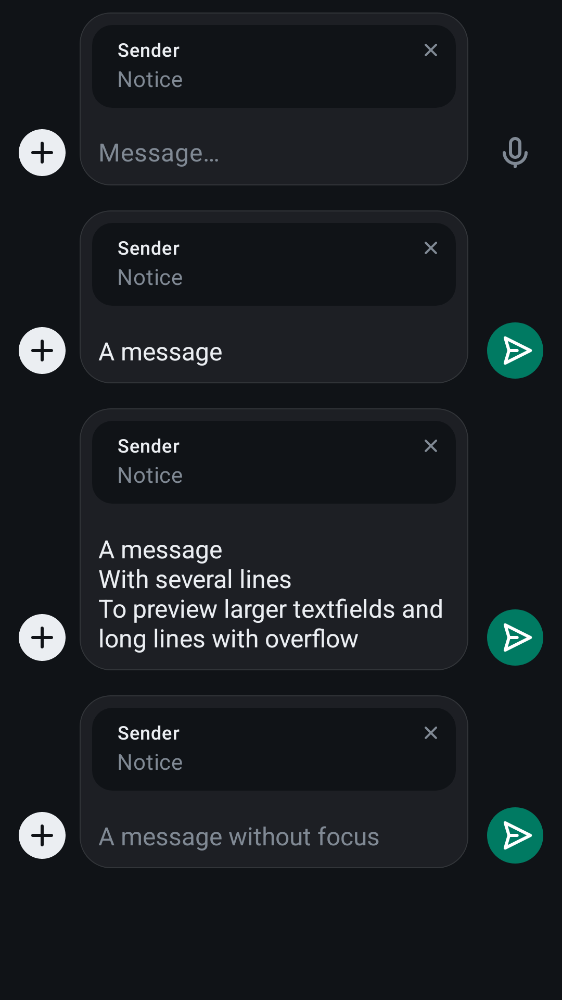 Sender
Notice
Message…
Sender
Notice
A message
Sender
Notice
A message
With several lines
To preview larger textfields and
long lines with overflow
Sender
Notice
A message without focus